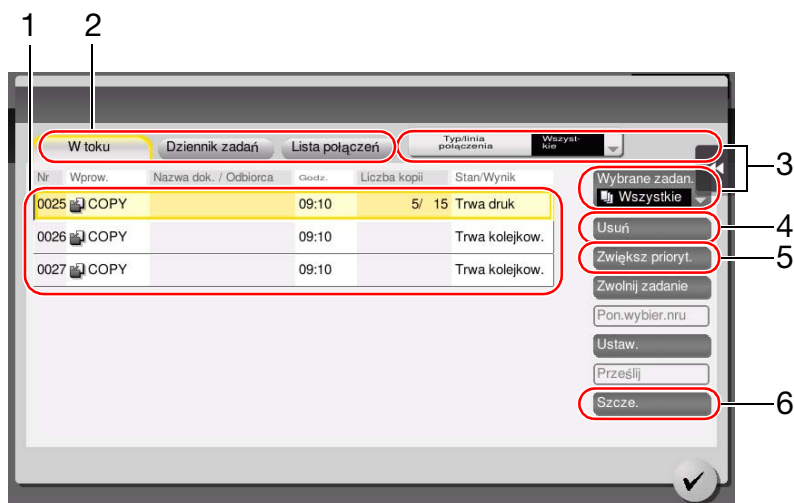 1 2
W toku Dziennik zadań Lista połączeń Typ/linia połączenia Wszyst-kie
3
Nr Wprow. Nazwa dok. / Odbiorca Godz. Liczba kopii Stan/Wynik
Wybrane zadan.
Wszystkie
0025 COPY 09:10 5/ 15 Trwa druk
Usuń 4
0026 COPY 09:10 Trwa kolejkow.
Zwiększ prioryt. 5
0027 COPY 09:10 Trwa kolejkow.
Zwolnij zadanie
Pon.wybier.nru
Ustaw.
Prześlij
Szcze. 6